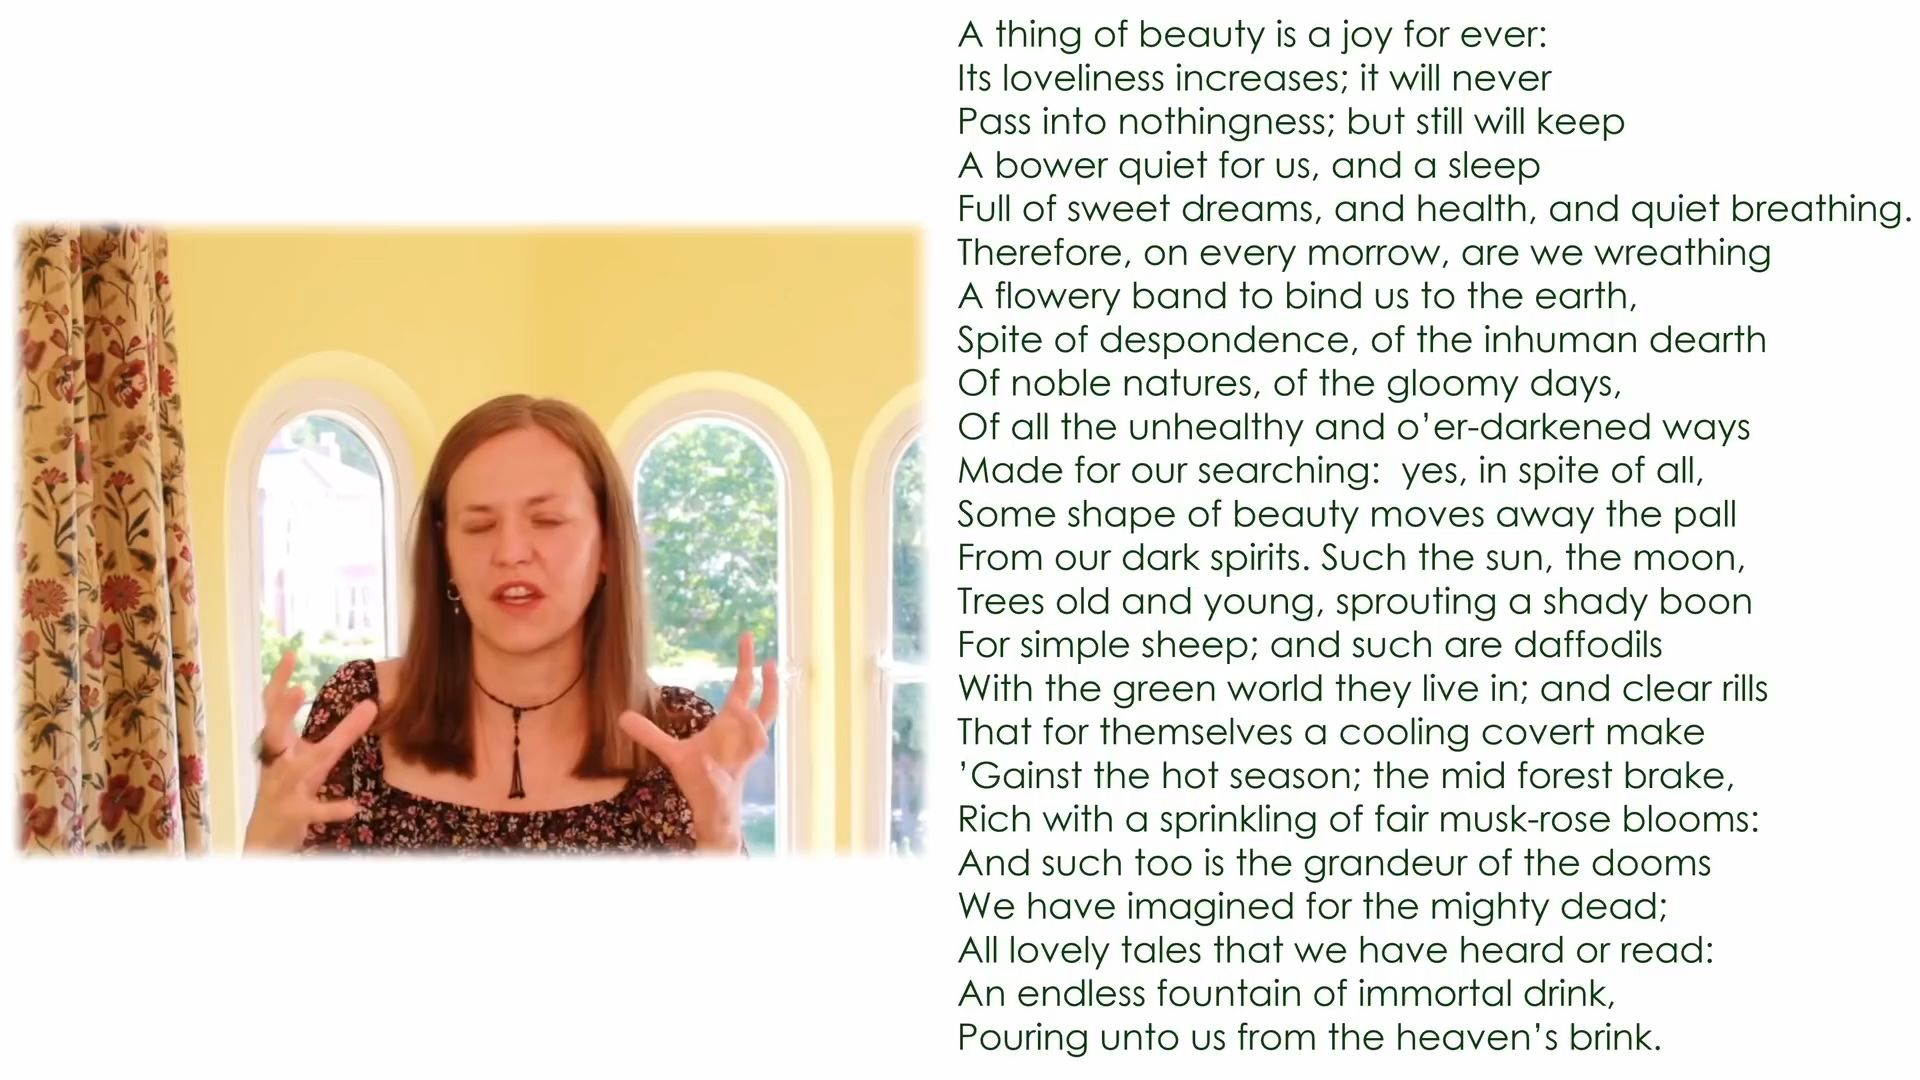 A thing of beauty is a joy for ever:
Its loveliness increases; it will never
Pass into nothingness; but still will keep
A bower quiet for us, and a sleep
Full of sweet dreams, and health, and quiet breathing.
Therefore, on every morrow, are we wreathing
A flowery band to bind us to the earth,
Spite of despondence, of the inhuman dearth
Of noble natures, of the gloomy days,
Of all the unhealthy and o’er-darkened ways
Made for our searching:  yes, in spite of all,
Some shape of beauty moves away the pall
From our dark spirits. Such the sun, the moon,
Trees old and young, sprouting a shady boon
For simple sheep; and such are daffodils
With the green world they live in; and clear rills
That for themselves a cooling covert make
’Gainst the hot season; the mid forest brake,
Rich with a sprinkling of fair musk-rose blooms:
And such too is the grandeur of the dooms
We have imagined for the mighty dead;
All lovely tales that we have heard or read:
An endless fountain of immortal drink,
Pouring unto us from the heaven’s brink.